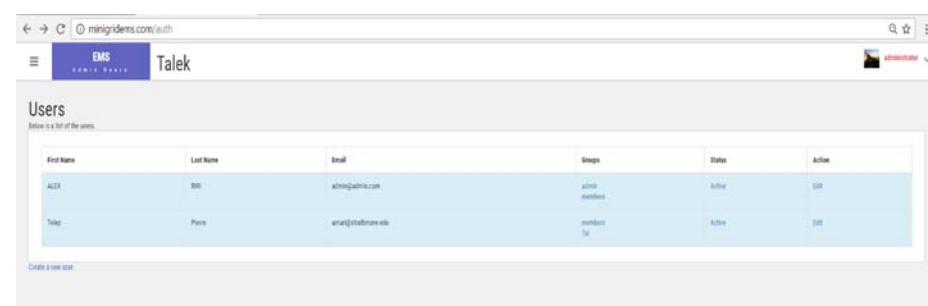 minigridems.com/auth
EMS
Admin Users
Talek
administrator
Users
Below is a list of the users.
First Name Last Name Email Groups Status Action
ALEX admin@admin.com admin Active Edit
members
Telep Pierre members Active Edit
Tal
Create a new user